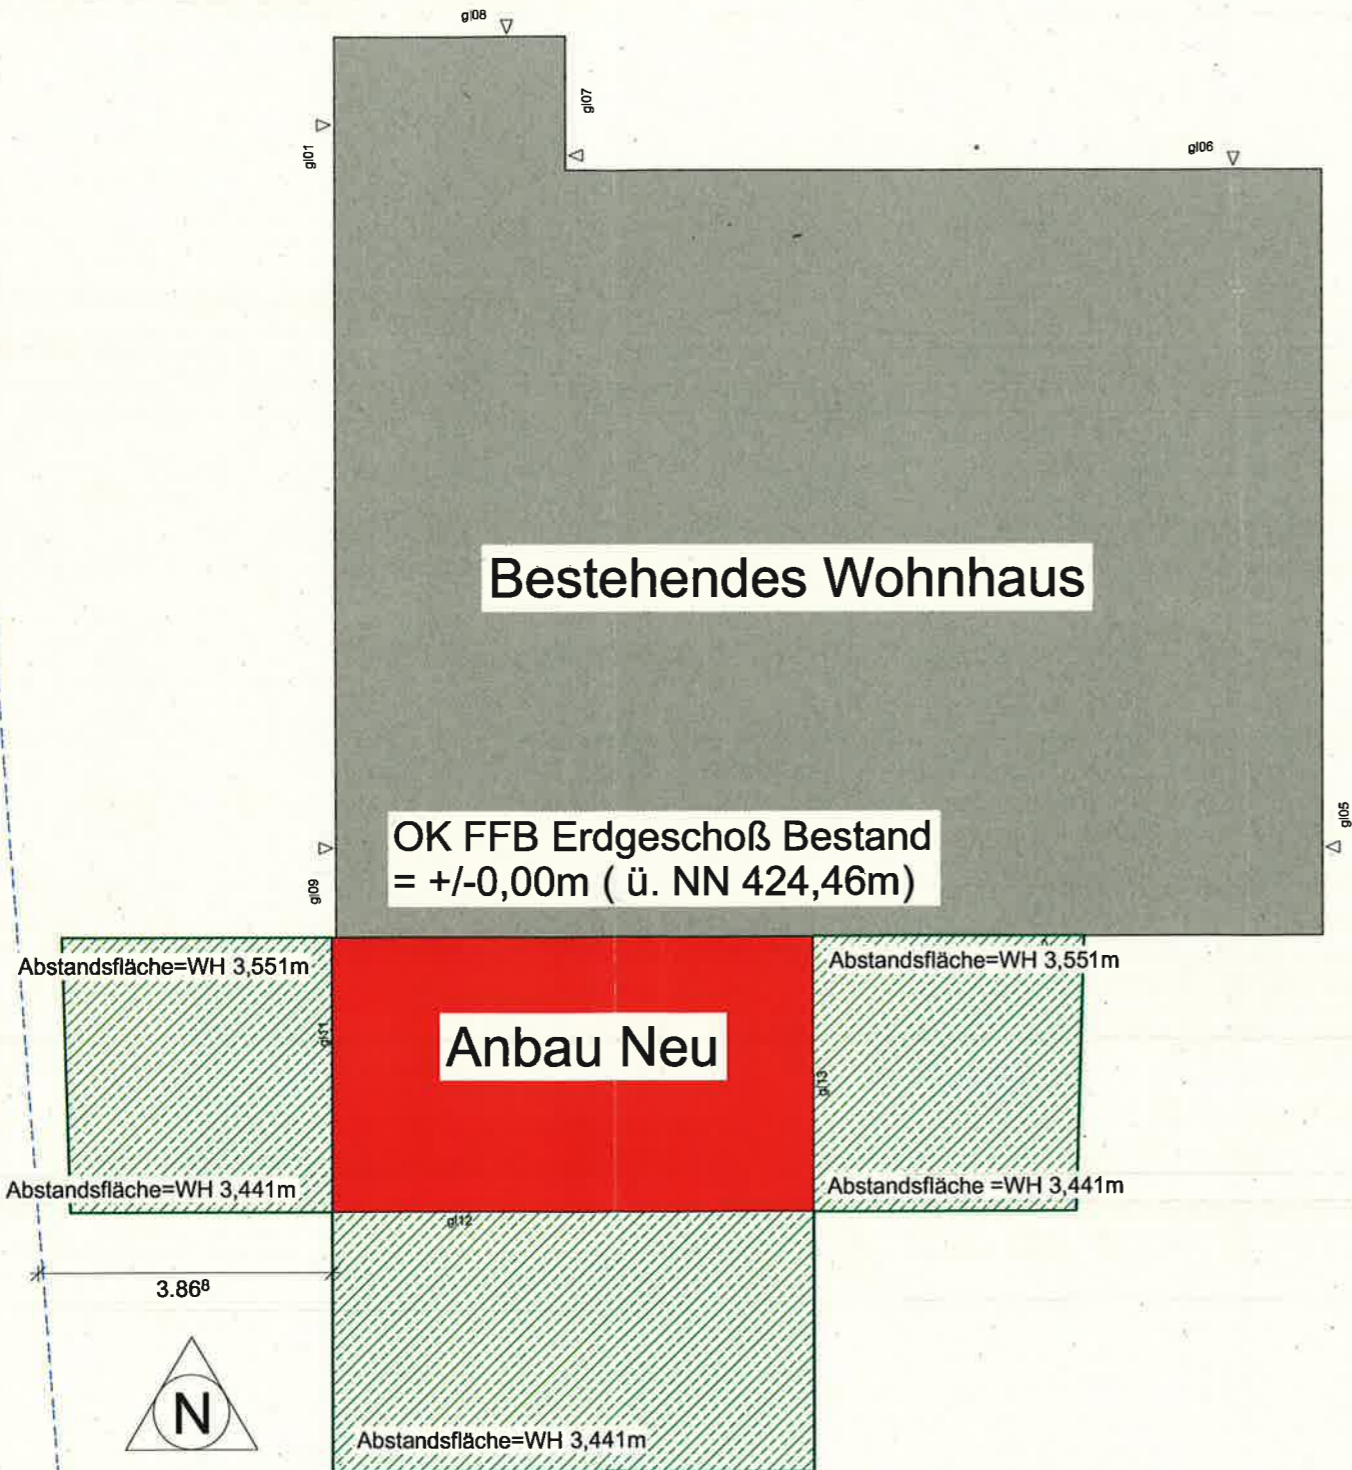 gl08
gl07
gl01
gl06
Bestehendes Wohnhaus
OK FFB Erdgeschoß Bestand
= +/-0,00m ( ü. NN 424,46m)
gl05
gl09
Abstandsfläche=WH 3,551m
Abstandsfläche=WH 3,551m
gl11
Anbau Neu
gl13
Abstandsfläche=WH 3,441m
Abstandsfläche =WH 3,441m
gl12
3.86⁸
N
Abstandsfläche=WH 3,441m